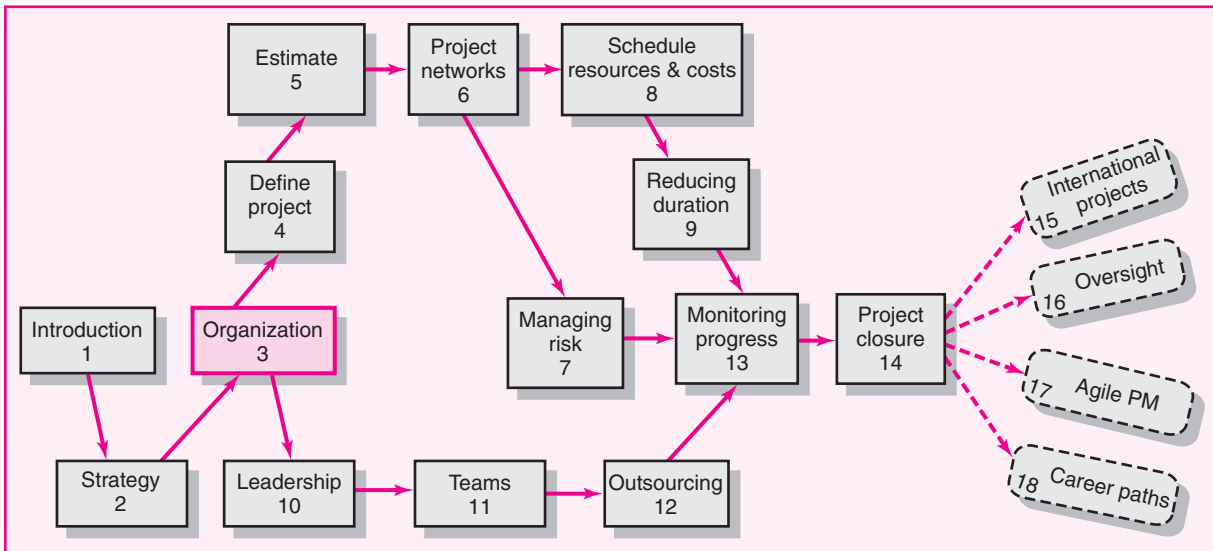 Estimate
5
Project
networks
6
Schedule
resources & costs
8
Define
project
4
Reducing
duration
9
International
15 projects
Oversight
16
Introduction
1
Organization
3
Managing
risk
7
Monitoring
progress
13
Project
closure
14
Agile PM
17
Strategy
2
Leadership
10
Teams
11
Outsourcing
12
18 Career paths